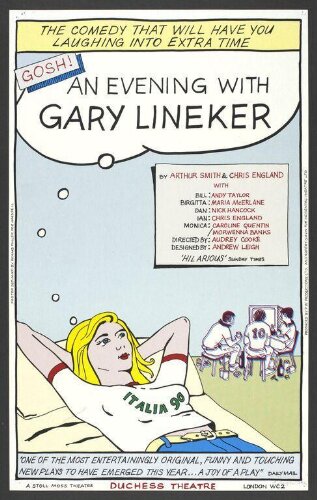 THE COMEDY THAT WILL HAVE YOU
LAUGHING INTO EXTRA TIME
GOSH!
AN EVENING WITH
GARY LINEKER
BY ARTHUR SMITH & CHRIS ENGLAND
WITH
BILL: ANDY TAYLOR
BIRGITTA: MARIA McERLANE
DAN: NICK HANCOCK
IAN: CHRIS ENGLAND
MONICA: CAROLINE QUENTIN
MORWENNA BANKS
DIRECTED BY: AUDREY COOKE
DESIGNED BY: ANDREW LEIGH
'HILARIOUS' SUNDAY TIMES
10
ITALIA 90
"ONE OF THE MOST ENTERTAININGLY ORIGINAL, FUNNY AND TOUCHING
NEW PLAYS TO HAVE EMERGED THIS YEAR... A JOY OF A PLAY" DAILY MAIL
A STOLL MOSS THEATRE DUCHESS THEATRE LONDON WC2